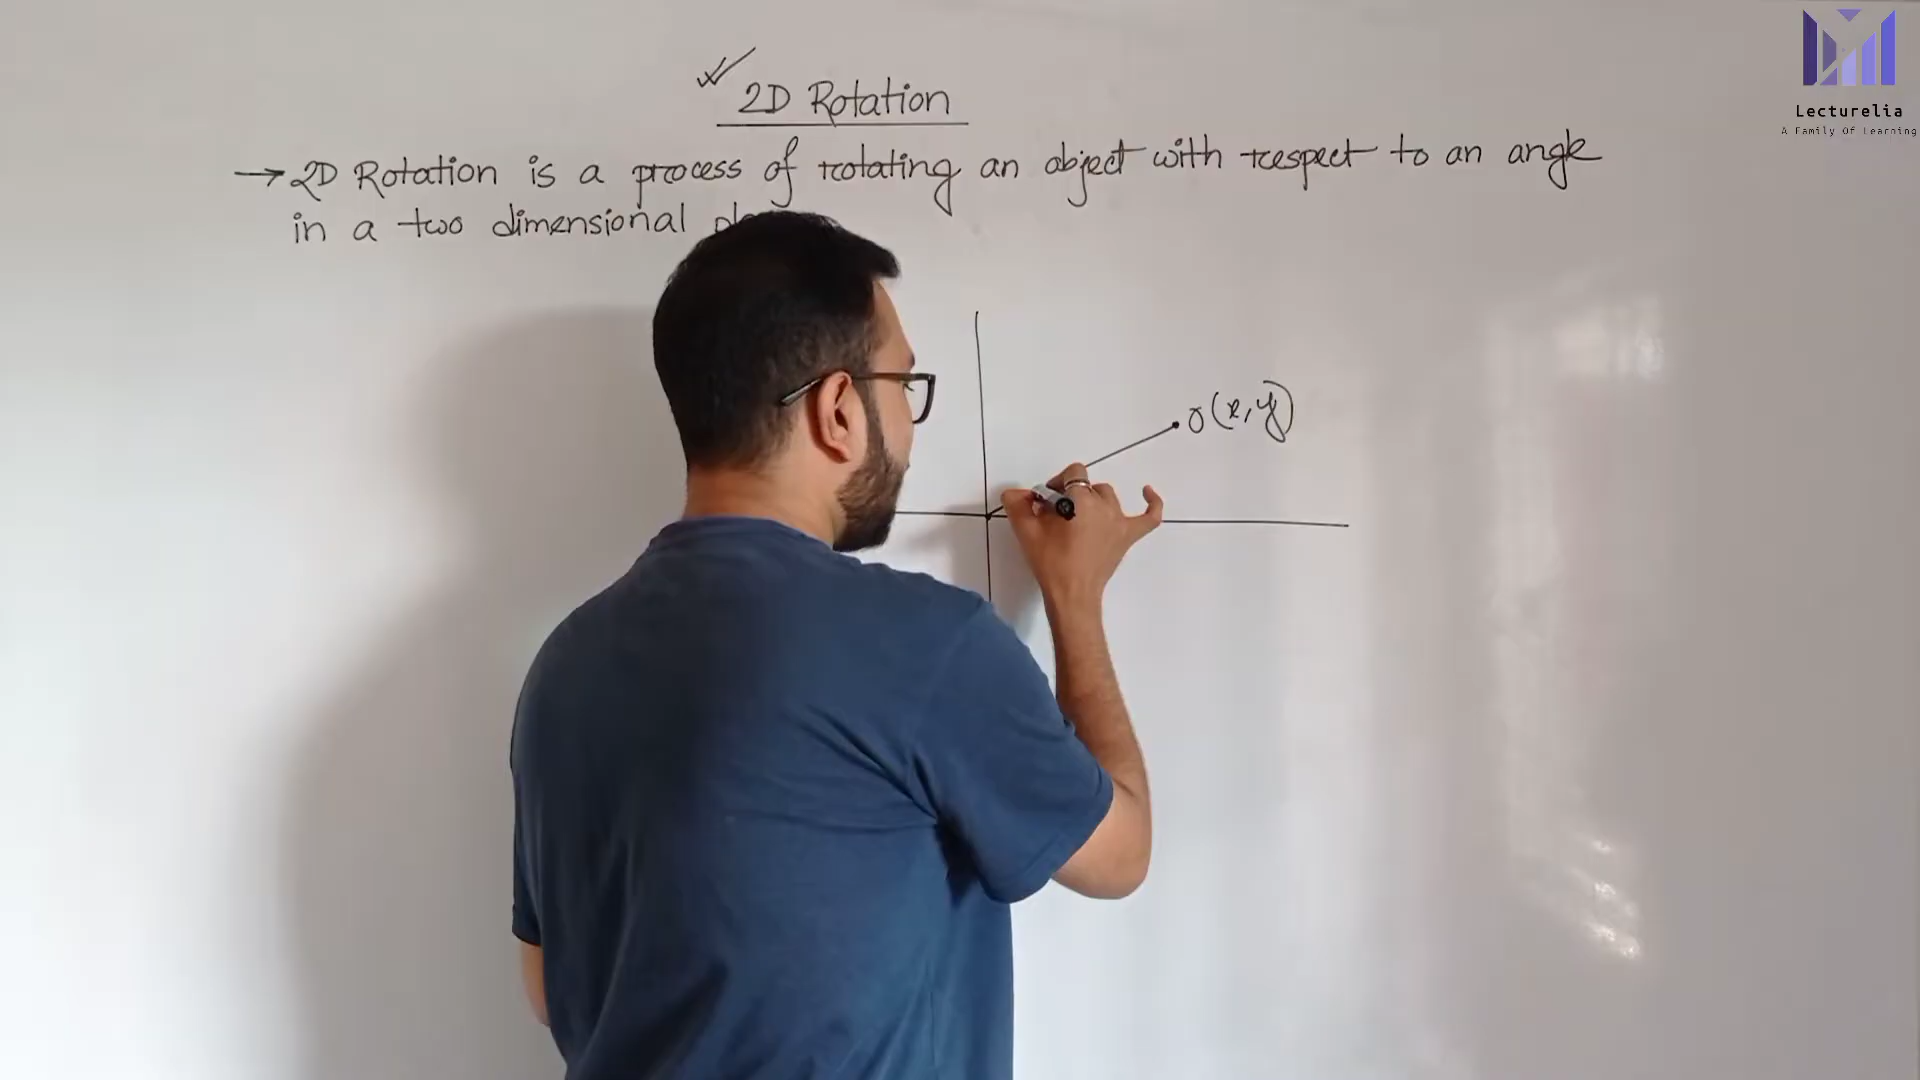 2D Rotation
→ 2D Rotation is a process of rotating an object with respect to an angle
in a two dimensional
O(x,y)
Lecturelia
A Family Of Learning